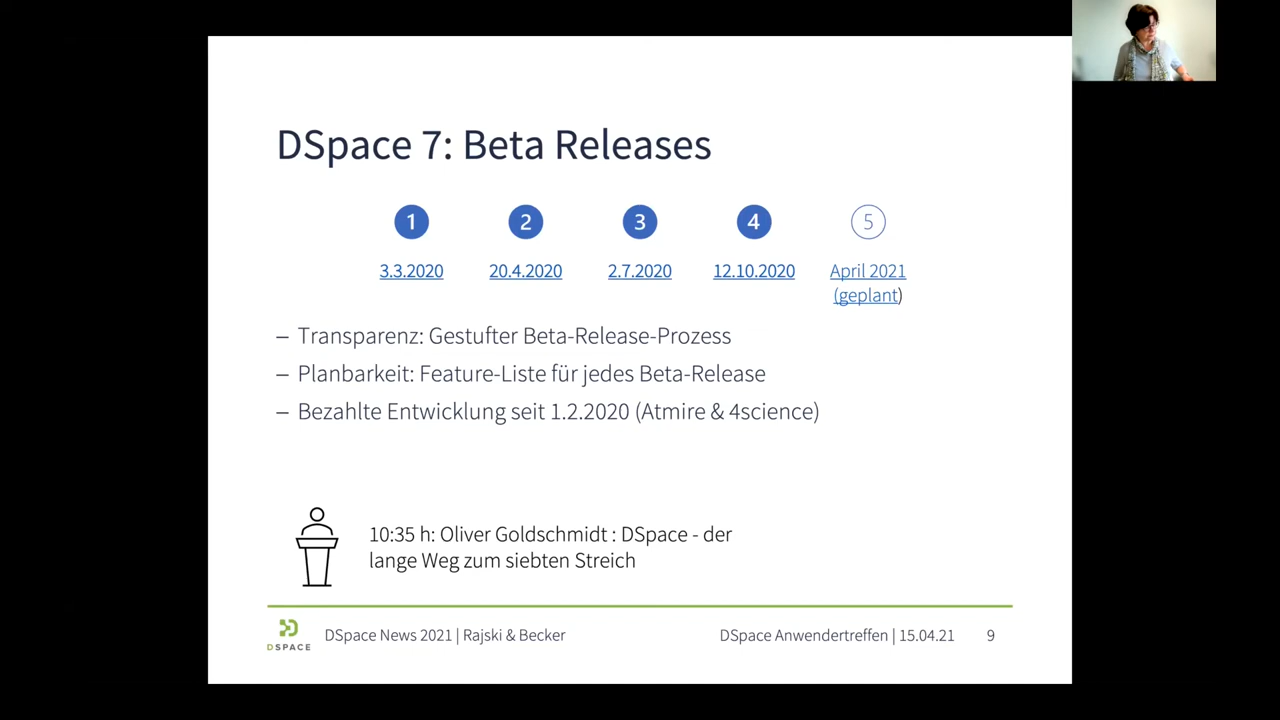 DSpace 7: Beta Releases
1 2 3 4 5
3.3.2020 20.4.2020 2.7.2020 12.10.2020 April 2021
(geplant)
– Transparenz: Gestufter Beta-Release-Prozess
– Planbarkeit: Feature-Liste für jedes Beta-Release
– Bezahlte Entwicklung seit 1.2.2020 (Atmire & 4science)
10:35 h: Oliver Goldschmidt : DSpace - der
lange Weg zum siebten Streich
DSPACE
DSpace News 2021 | Rajski & Becker
DSpace Anwendertreffen | 15.04.21 9